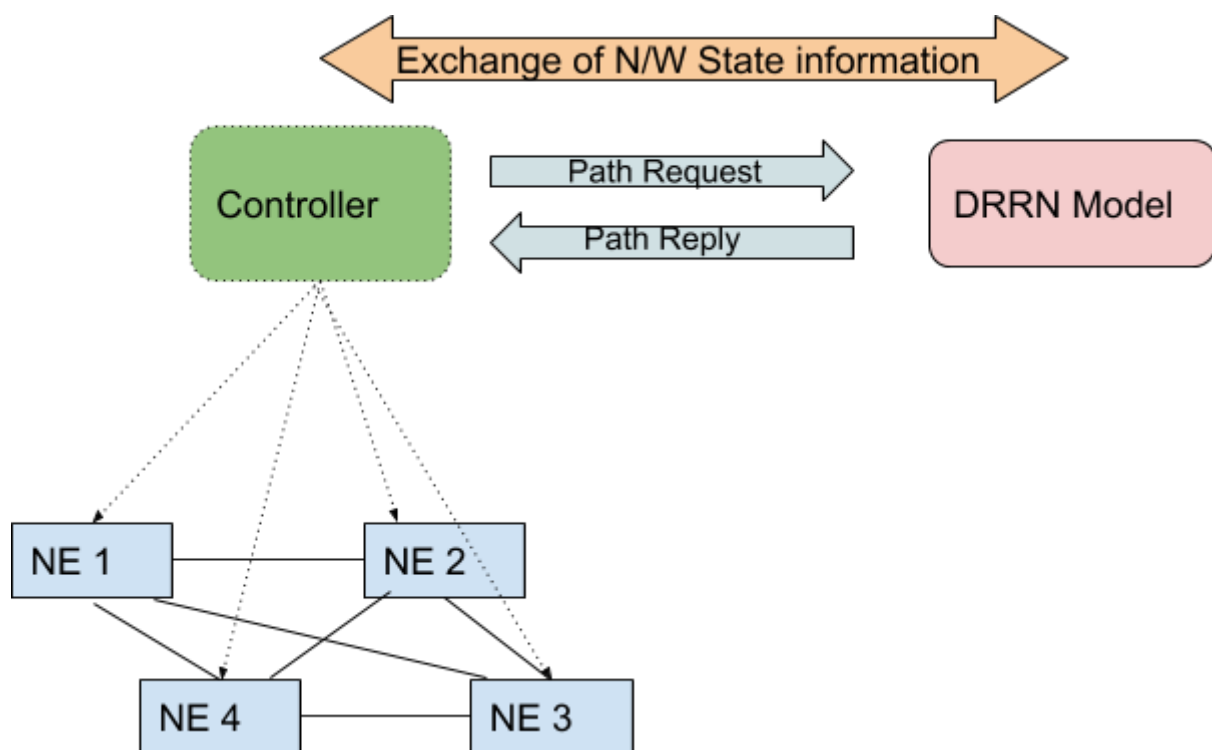 Exchange of N/W State information
Controller
Path Request
Path Reply
DRRN Model
NE 1
NE 2
NE 4
NE 3